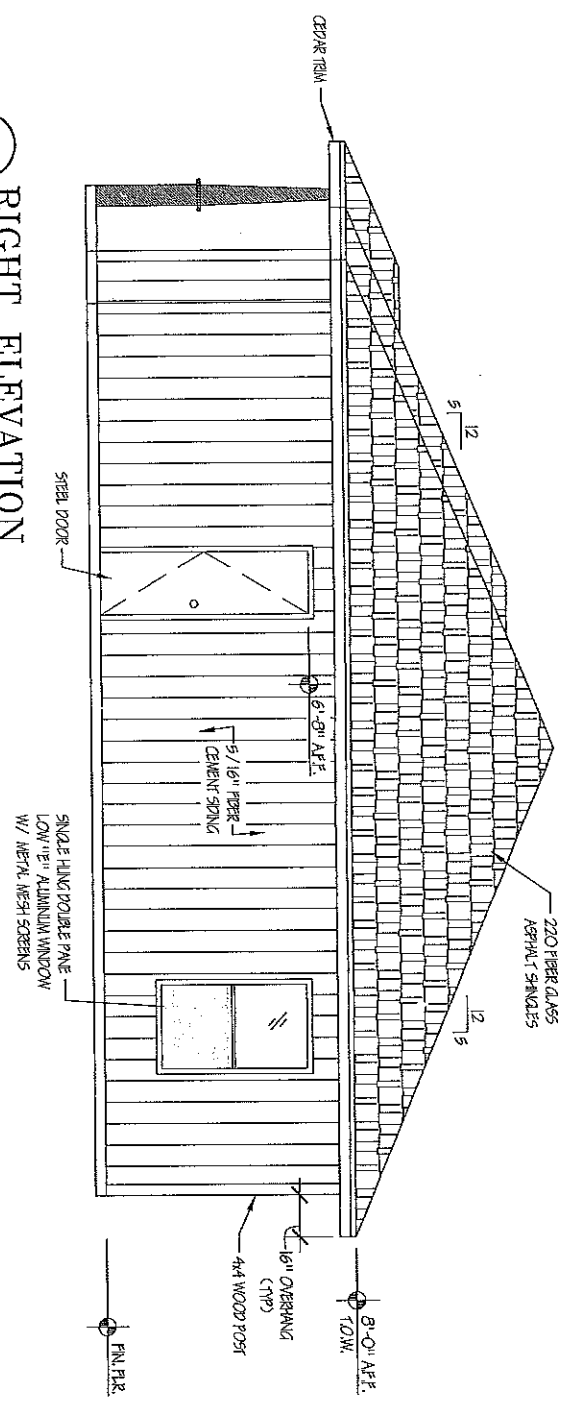 CEDAR TRIM
12
5
220 FIBER GLASS
ASPHALT SHINGLES
12
5
8'-0" A.F.F.
T.O.W.
6'-8" A.F.F.
5/16" FIBER
CEMENT SIDING
16" OVERHANG
(TYP)
4x4 WOOD POST
FIN. FLR.
STEEL DOOR
SINGLE HUNG DOUBLE PANE
LOW "E" ALUMINUM WINDOW
W/ METAL MESH SCREENS
RIGHT ELEVATION